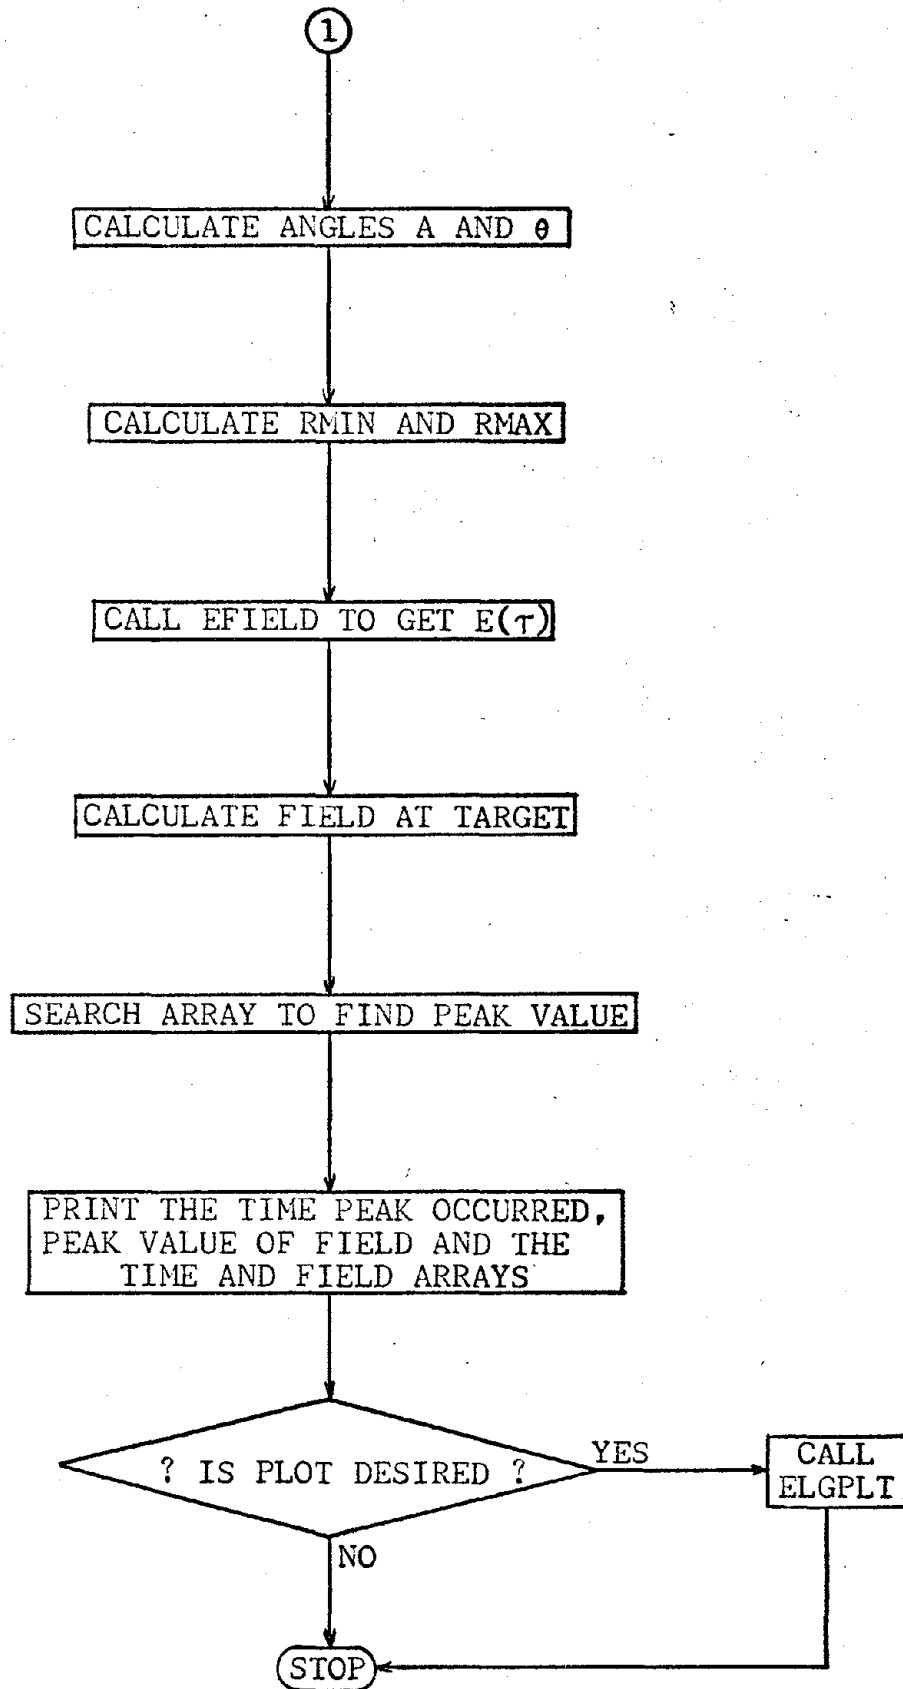 1
CALCULATE ANGLES A AND θ
CALCULATE RMIN AND RMAX
CALL EFIELD TO GET E(τ)
CALCULATE FIELD AT TARGET
SEARCH ARRAY TO FIND PEAK VALUE
PRINT THE TIME PEAK OCCURRED,
PEAK VALUE OF FIELD AND THE
TIME AND FIELD ARRAYS
? IS PLOT DESIRED ?
YES
CALL
ELGPLT
NO
STOP